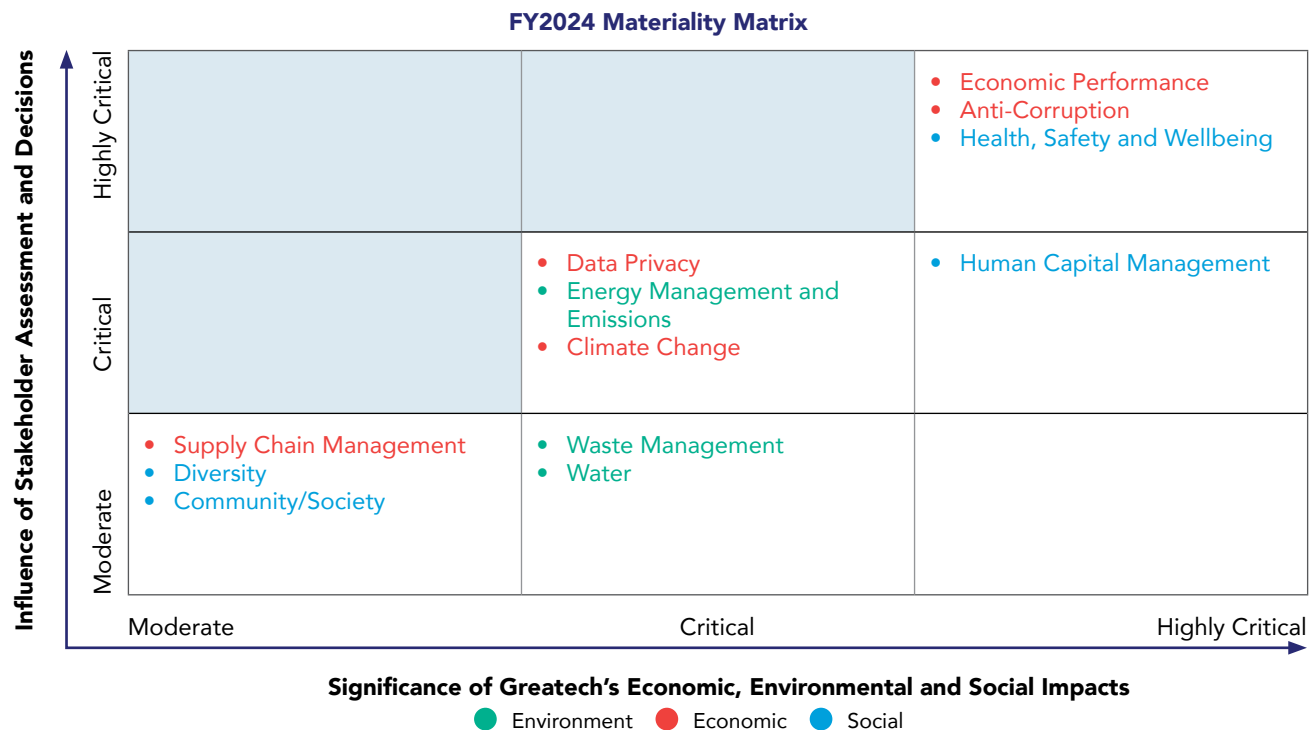 FY2024 Materiality Matrix
Influence of Stakeholder Assessment and Decisions
Highly Critical
• Economic Performance
• Anti-Corruption
• Health, Safety and Wellbeing
Critical
• Data Privacy
• Energy Management and
Emissions
• Climate Change
• Human Capital Management
Moderate
• Supply Chain Management
• Diversity
• Community/Society
• Waste Management
• Water
Moderate
Critical
Highly Critical
Significance of Greatech’s Economic, Environmental and Social Impacts
Environment
Economic
Social